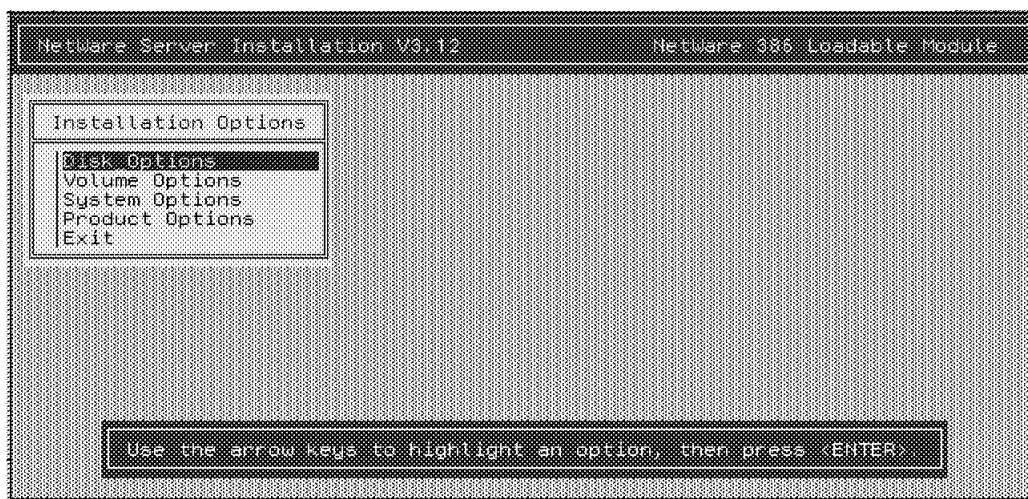 NetWare Server Installation V3.12 NetWare 386 Loadable Module
Installation Options
Disk Options
Volume Options
System Options
Product Options
Exit
Use the arrow keys to highlight an option, then press <ENTER>.